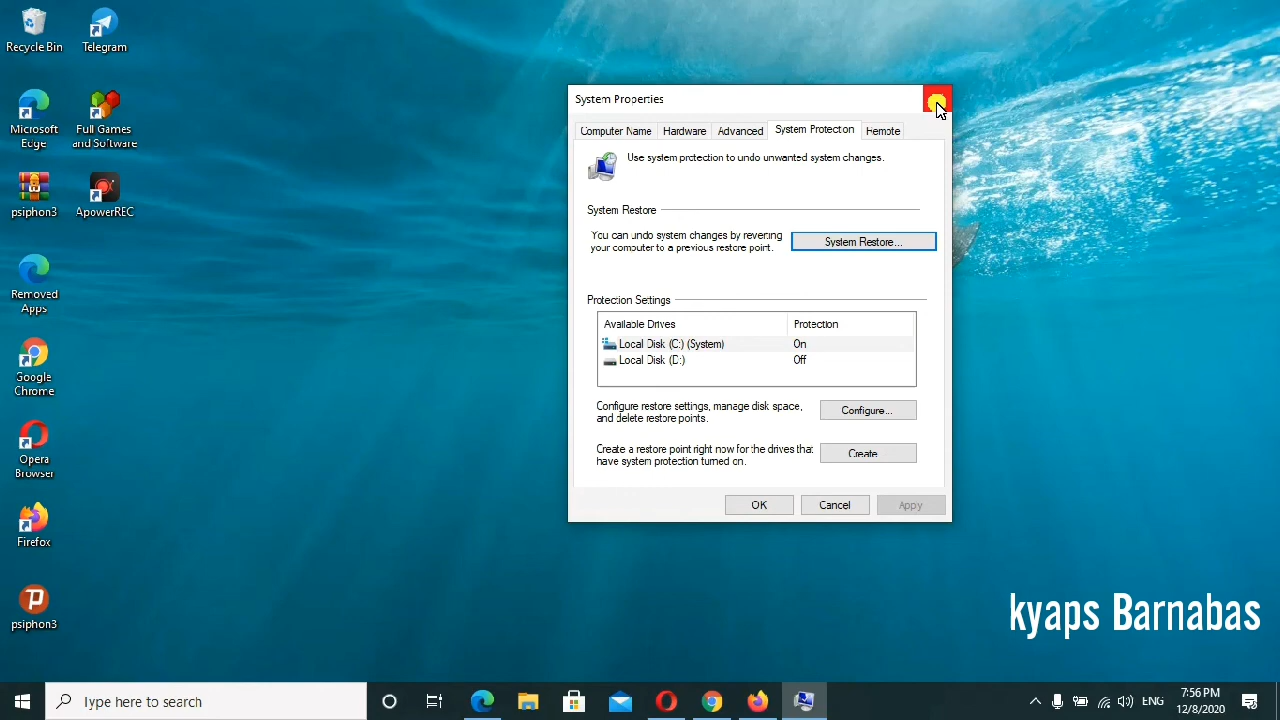 Recycle Bin
Telegram
Microsoft
Edge
Full Games
and Software
psiphon3
ApowerREC
Removed
Apps
Google
Chrome
Opera
Browser
Firefox
psiphon3
System Properties
Computer Name
Hardware
Advanced
System Protection
Remote
Use system protection to undo unwanted system changes.
System Restore
You can undo system changes by reverting
your computer to a previous restore point.
System Restore...
Protection Settings
Available Drives
Protection
Local Disk (C:) (System)
On
Local Disk (D:)
Off
Configure restore settings, manage disk space,
and delete restore points.
Configure...
Create a restore point right now for the drives that
have system protection turned on.
Create...
OK
Cancel
Apply
kyaps Barnabas
Type here to search
ENG
7:56 PM
12/8/2020